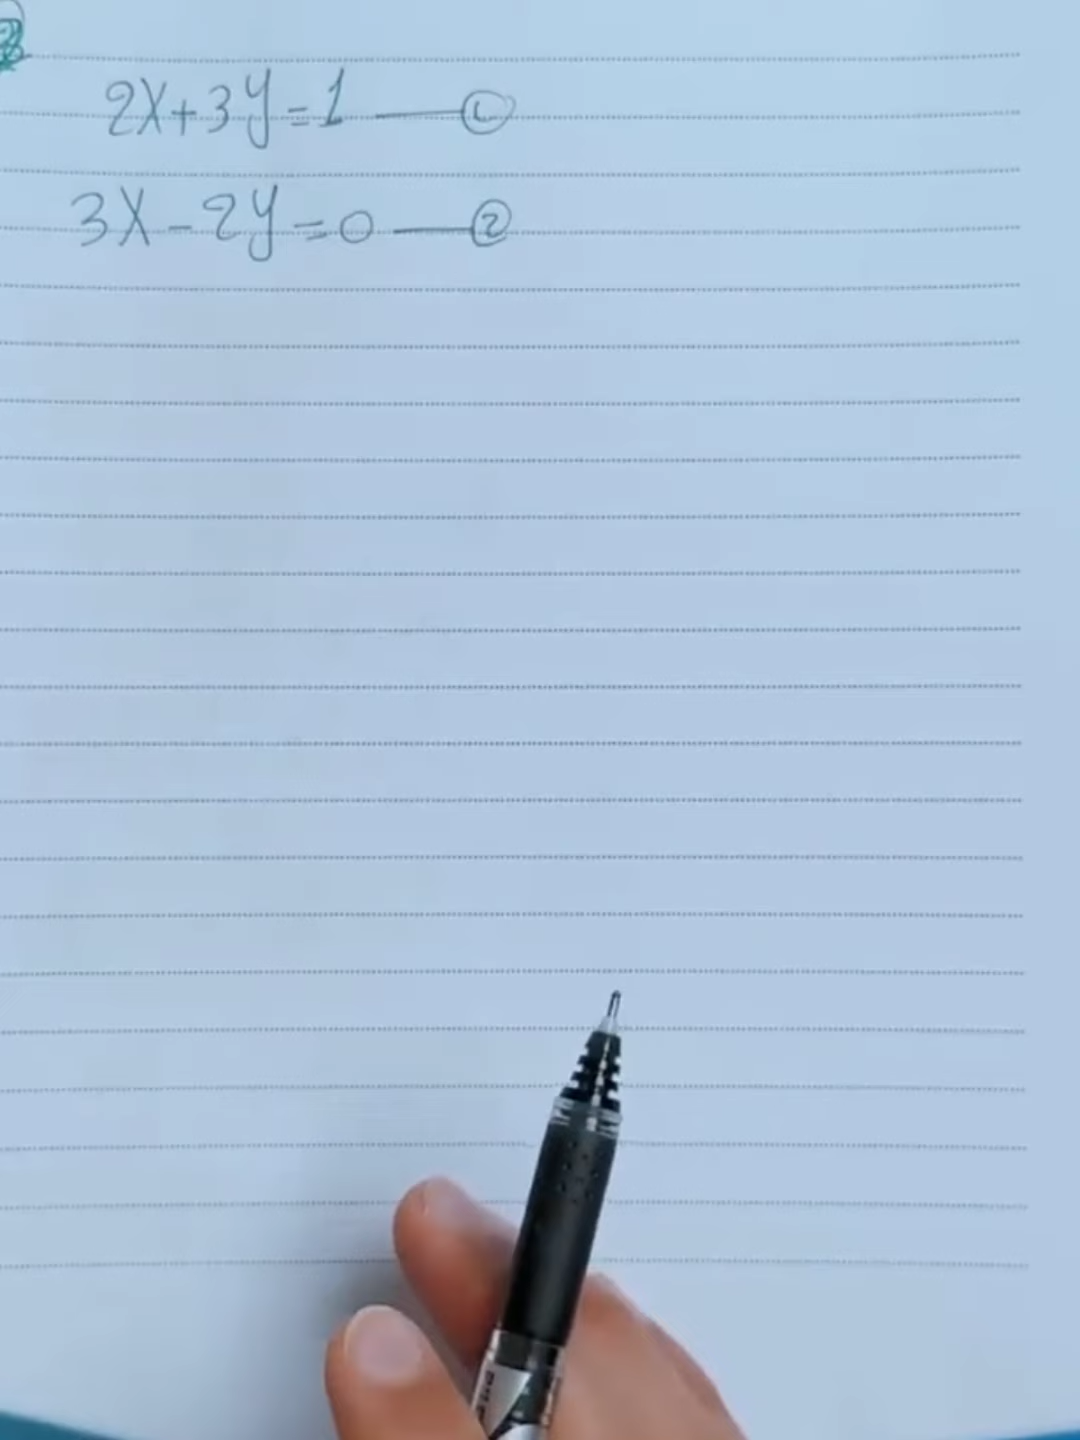 2x+3y=1 —— ①
3x-2y=0 —— ②